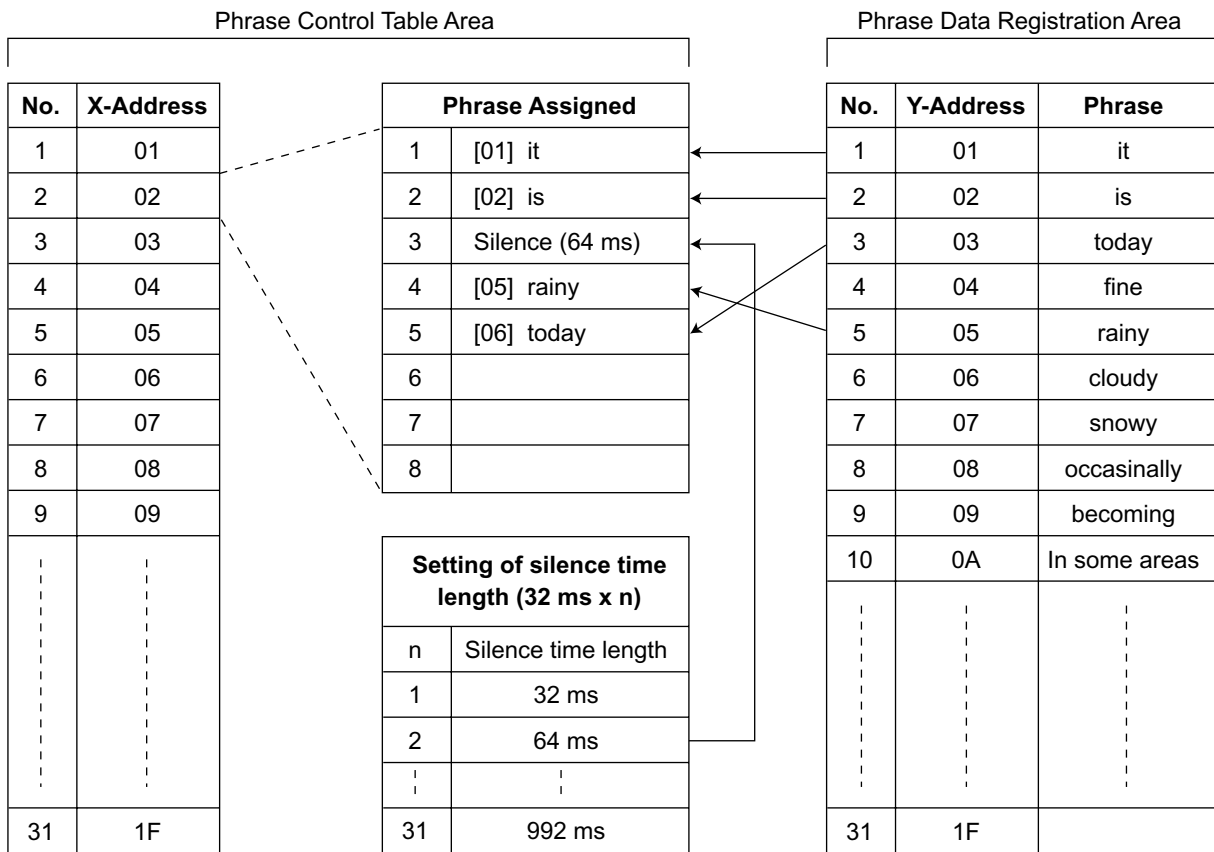 Phrase Control Table Area
Phrase Data Registration Area
No. X-Address
1 01
2 02
3 03
4 04
5 05
6 06
7 07
8 08
9 09
31 1F
Phrase Assigned
1 [01] it
2 [02] is
3 Silence (64 ms)
4 [05] rainy
5 [06] today
6
7
8
Setting of silence time
length (32 ms x n)
n Silence time length
1 32 ms
2 64 ms
31 992 ms
No. Y-Address Phrase
1 01 it
2 02 is
3 03 today
4 04 fine
5 05 rainy
6 06 cloudy
7 07 snowy
8 08 occasinally
9 09 becoming
10 0A In some areas
31 1F